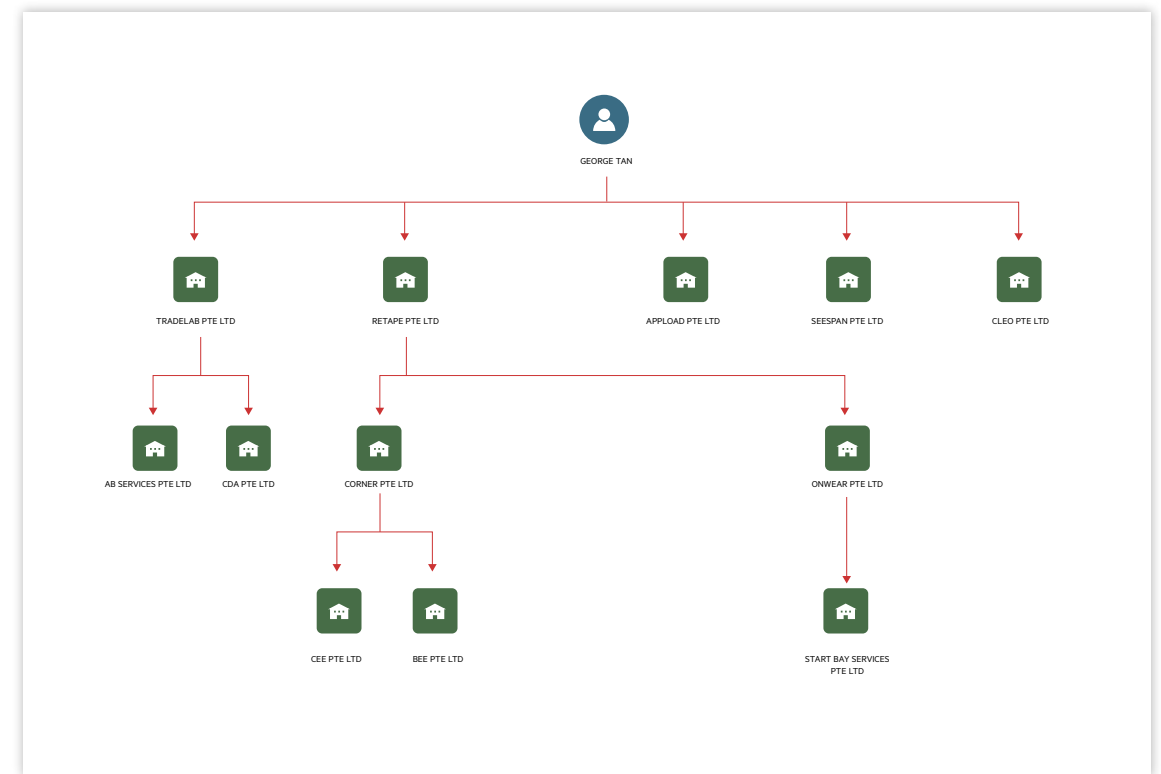 GEORGE TAN
TRADELAB PTE LTD
RETAPE PTE LTD
APPLOAD PTE LTD
SEESPAN PTE LTD
CLEO PTE LTD
AB SERVICES PTE LTD
CDA PTE LTD
CORNER PTE LTD
ONWEAR PTE LTD
CEE PTE LTD
BEE PTE LTD
START BAY SERVICES
PTE LTD